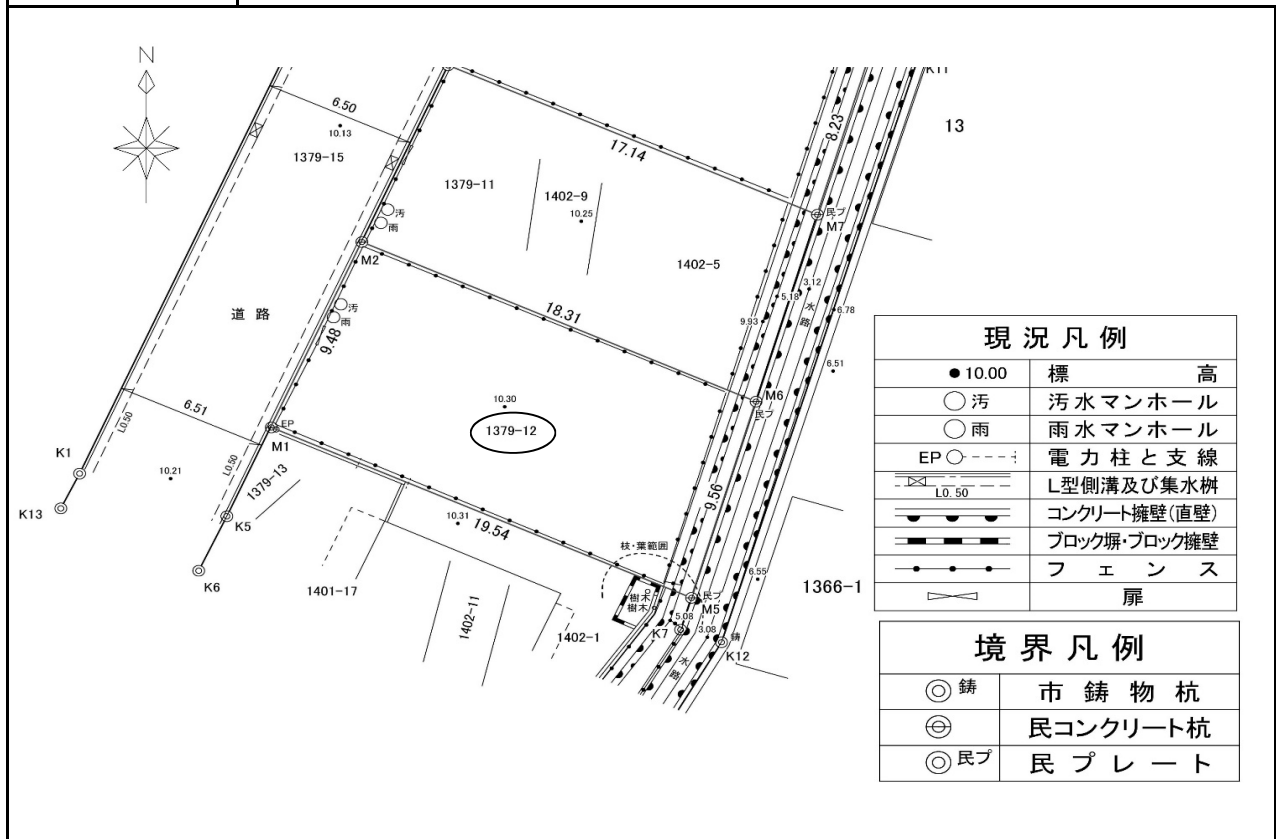 N
K11
6.50
10.13
1379-15
17.14
8.23
13
1379-11
1402-9
10.25
汚
雨
民プ
M7
M2
1402-5
3.12
5.18
水路
6.78
9.93
道路
汚
雨
18.31
9.48
6.51
M6
民プ
10.30
1379-12
6.51
L0.50
EP
M1
K1
10.21
L0.50
1379-13
9.56
K13
K5
10.31
19.54
枝・葉範囲
6.55
1366-1
K6
1401-17
樹木
樹木
民プ
M5
5.08
K7
3.08
鋳
K12
1402-11
1402-1
水路
現況凡例
10.00 標高
汚 汚水マンホール
雨 雨水マンホール
EP 電力柱と支線
L0.50 L型側溝及び集水桝
コンクリート擁壁(直壁)
ブロック塀・ブロック擁壁
フェンス
扉
境界凡例
鋳 市鋳物杭
民コンクリート杭
民プ 民プレート